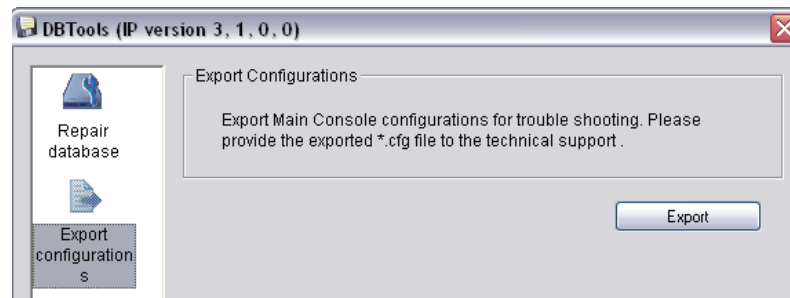 DBTools (IP version 3, 1, 0, 0)
Repair
database
Export
configuration
s
Export Configurations
Export Main Console configurations for trouble shooting. Please
provide the exported *.cfg file to the technical support .
Export